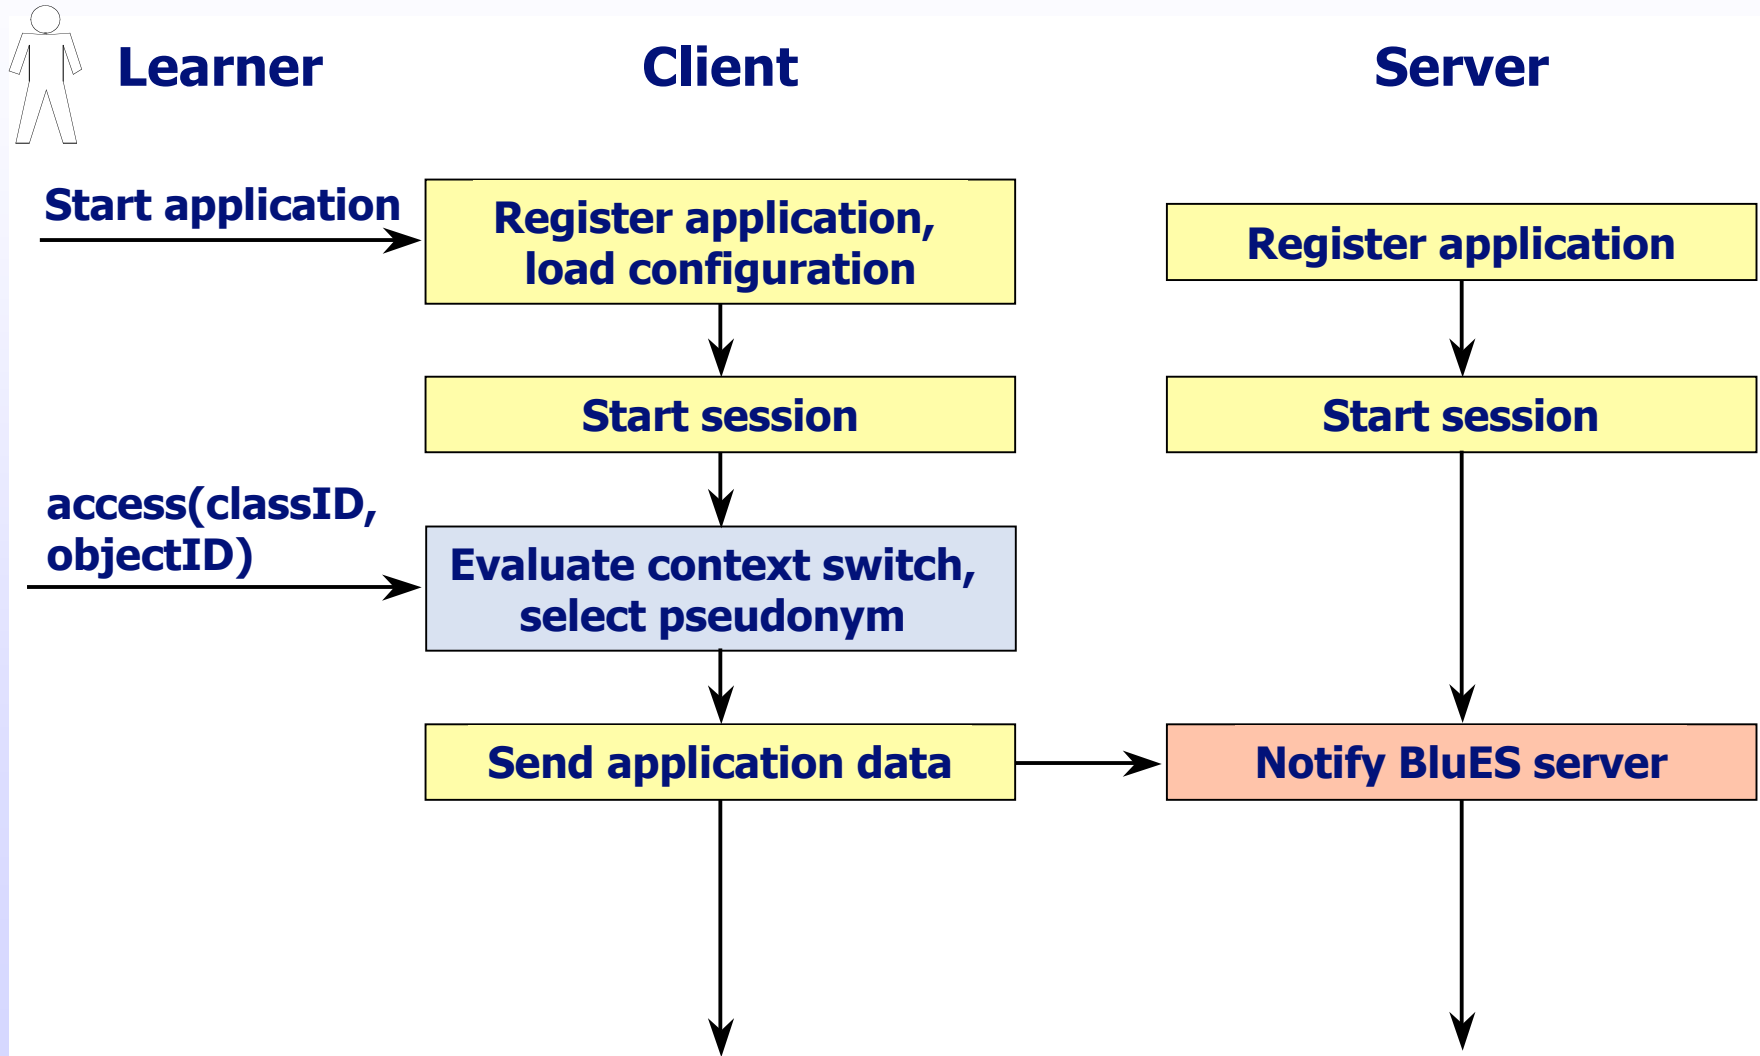 Learner
Client
Server
Start application
Register application,
load configuration
Register application
Start session
Start session
access(classID,
objectID)
Evaluate context switch,
select pseudonym
Send application data
Notify BluES server